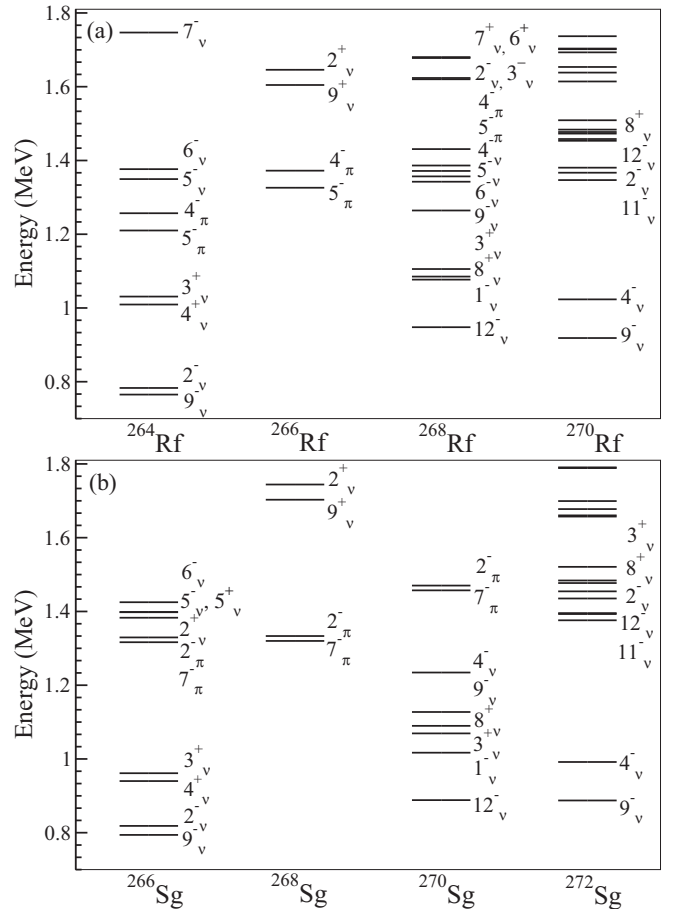 (a)
Energy (MeV)
1.8
1.6
1.4
1.2
1
0.8
7⁻ν
6⁻ν
5⁻ν
4⁻π
5⁻π
3⁺ν
4⁺ν
2⁻ν
9⁻ν
2⁺ν
9⁺ν
4⁻π
5⁻π
7⁺ν, 6⁺ν
2⁻ν, 3⁻ν
4⁻π
5⁻π
4⁻ν
5⁻ν
6⁻ν
9⁻ν
3⁺ν
8⁺ν
1⁻ν
12⁻ν
8⁺ν
12⁻ν
2⁻ν
11⁻ν
4⁻ν
9⁻ν
²⁶⁴Rf ²⁶⁶Rf ²⁶⁸Rf ²⁷⁰Rf
(b)
Energy (MeV)
1.8
1.6
1.4
1.2
1
0.8
6⁻ν
5⁻ν, 5⁺ν
2⁺ν
2⁻π
7⁻π
3⁺ν
4⁺ν
2⁻ν
9⁻ν
2⁺ν
9⁺ν
2⁻π
7⁻π
2⁻π
7⁻π
4⁻ν
9⁻ν
8⁺ν
3⁺ν
1⁻ν
12⁻ν
3⁺ν
8⁺ν
2⁻ν
12⁻ν
11⁻ν
4⁻ν
9⁻ν
²⁶⁶Sg ²⁶⁸Sg ²⁷⁰Sg ²⁷²Sg